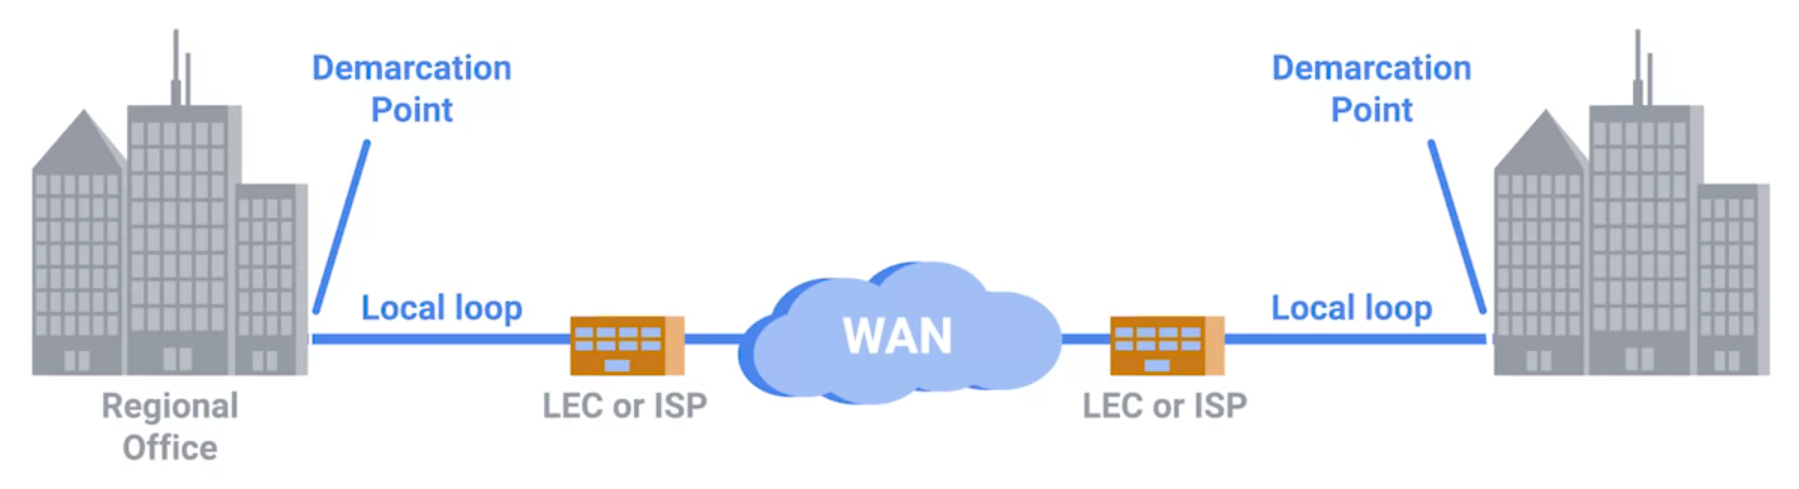 Demarcation
Point
Demarcation
Point
Local loop
Local loop
WAN
Regional
Office
LEC or ISP
LEC or ISP